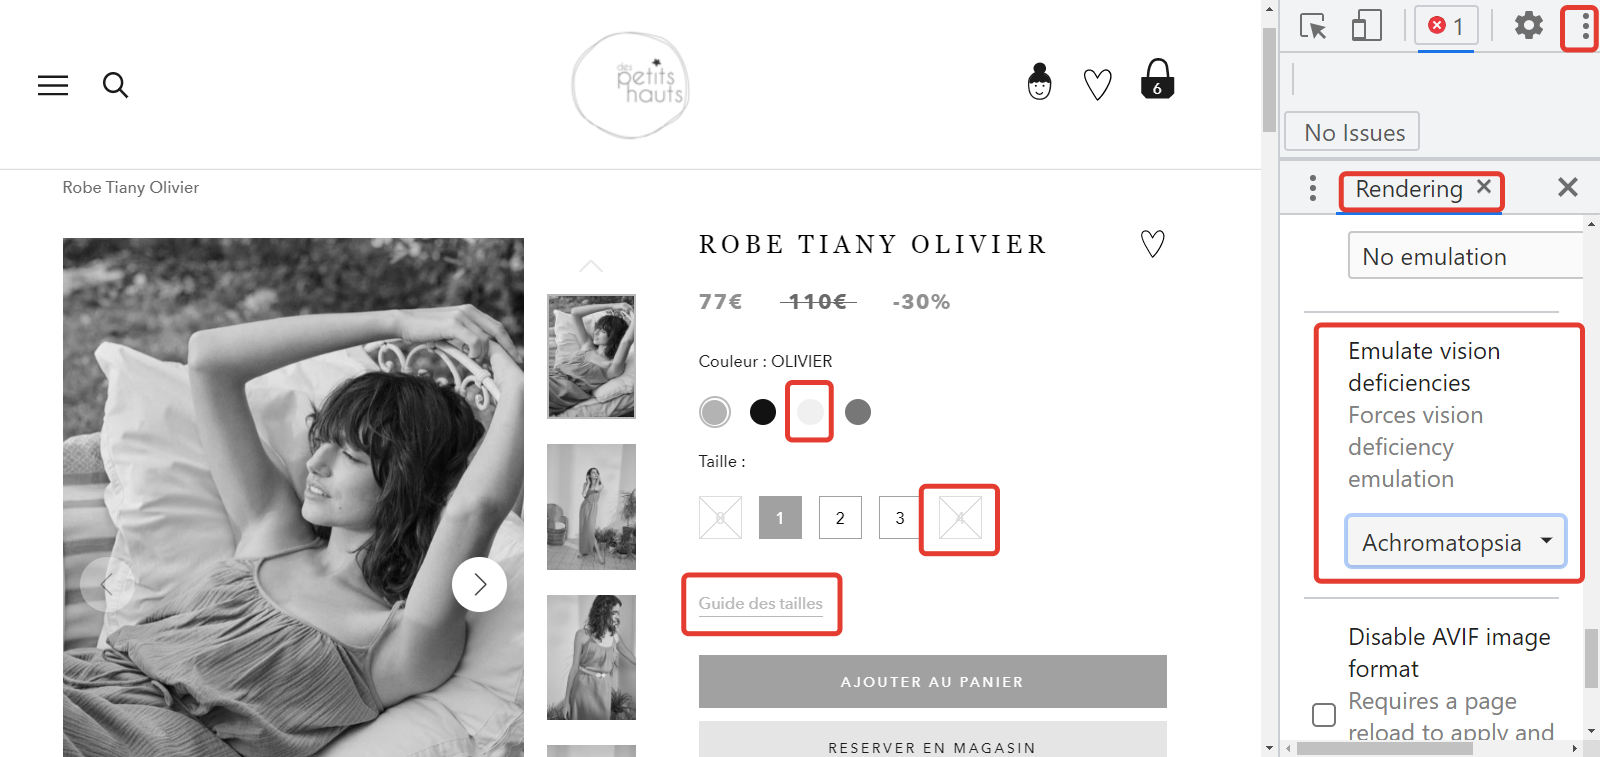 des
petits
hauts
6
Robe Tiany Olivier
ROBE TIANY OLIVIER
77€ 110€ -30%
Couleur : OLIVIER
Taille :
0 1 2 3 4
Guide des tailles
AJOUTER AU PANIER
RESERVER EN MAGASIN
1
No Issues
Rendering
No emulation
Emulate vision
deficiencies
Forces vision
deficiency
emulation
Achromatopsia
Disable AVIF image
format
Requires a page
reload to apply and